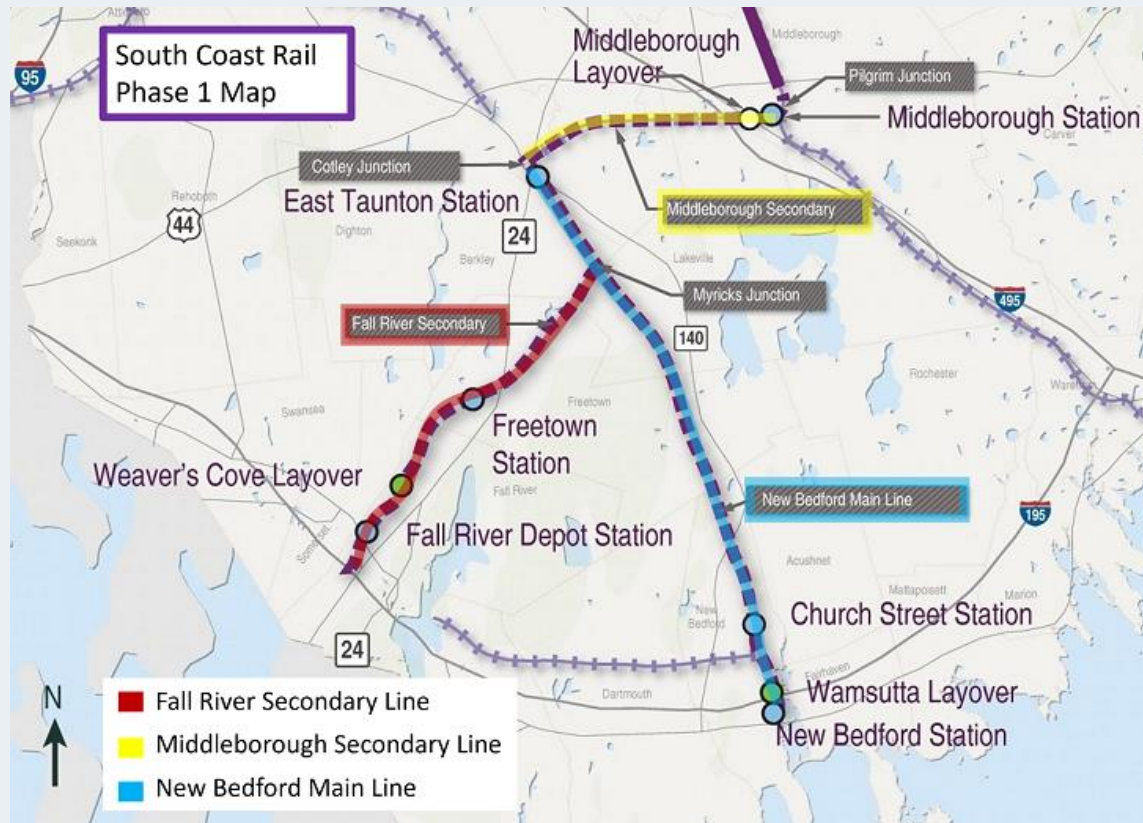 Attl
Middleborough
Layover
Middleborough
South Coast Rail
Phase 1 Map
95
Pilgrim Junction
Middleborough Station
Carver
Cotley Junction
Rehoboth
East Taunton Station
Middleborough Secondary
44
24
Seekonk
Dighton
Berkley
Lakeville
Myricks Junction
495
Fall River Secondary
140
Rochester
Wareham
Swansea
Freetown
Freetown
Station
Weaver's Cove Layover
Fall River
New Bedford Main Line
195
Somerset
Fall River Depot Station
Acushnet
Mattapoisett
Marion
New
Bedford
Church Street Station
24
Fairhaven
Dartmouth
Wamsutta Layover
New Bedford Station
N
Fall River Secondary Line
Middleborough Secondary Line
New Bedford Main Line